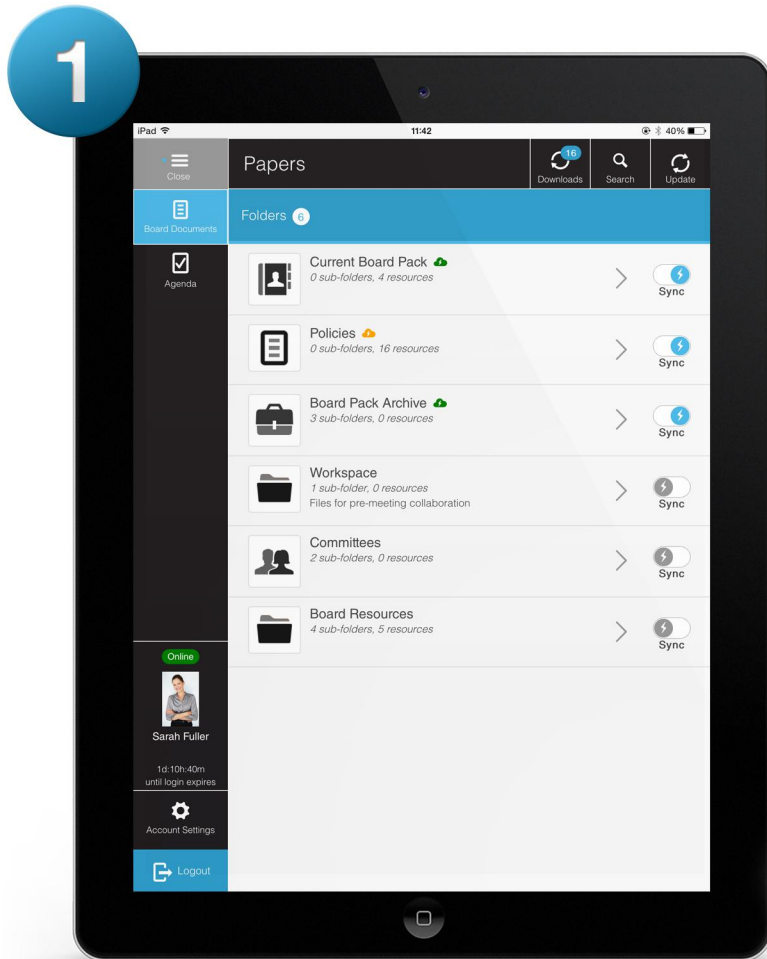 1
iPad 11:42 40%
Close
Papers
16
Downloads
Search
Update
Board Documents
Folders 6
Agenda
Current Board Pack
0 sub-folders, 4 resources
Sync
Policies
0 sub-folders, 16 resources
Sync
Board Pack Archive
3 sub-folders, 0 resources
Sync
Workspace
1 sub-folder, 0 resources
Files for pre-meeting collaboration
Sync
Committees
2 sub-folders, 0 resources
Sync
Board Resources
4 sub-folders, 5 resources
Sync
Online
Sarah Fuller
1d:10h:40m
until login expires
Account Settings
Logout